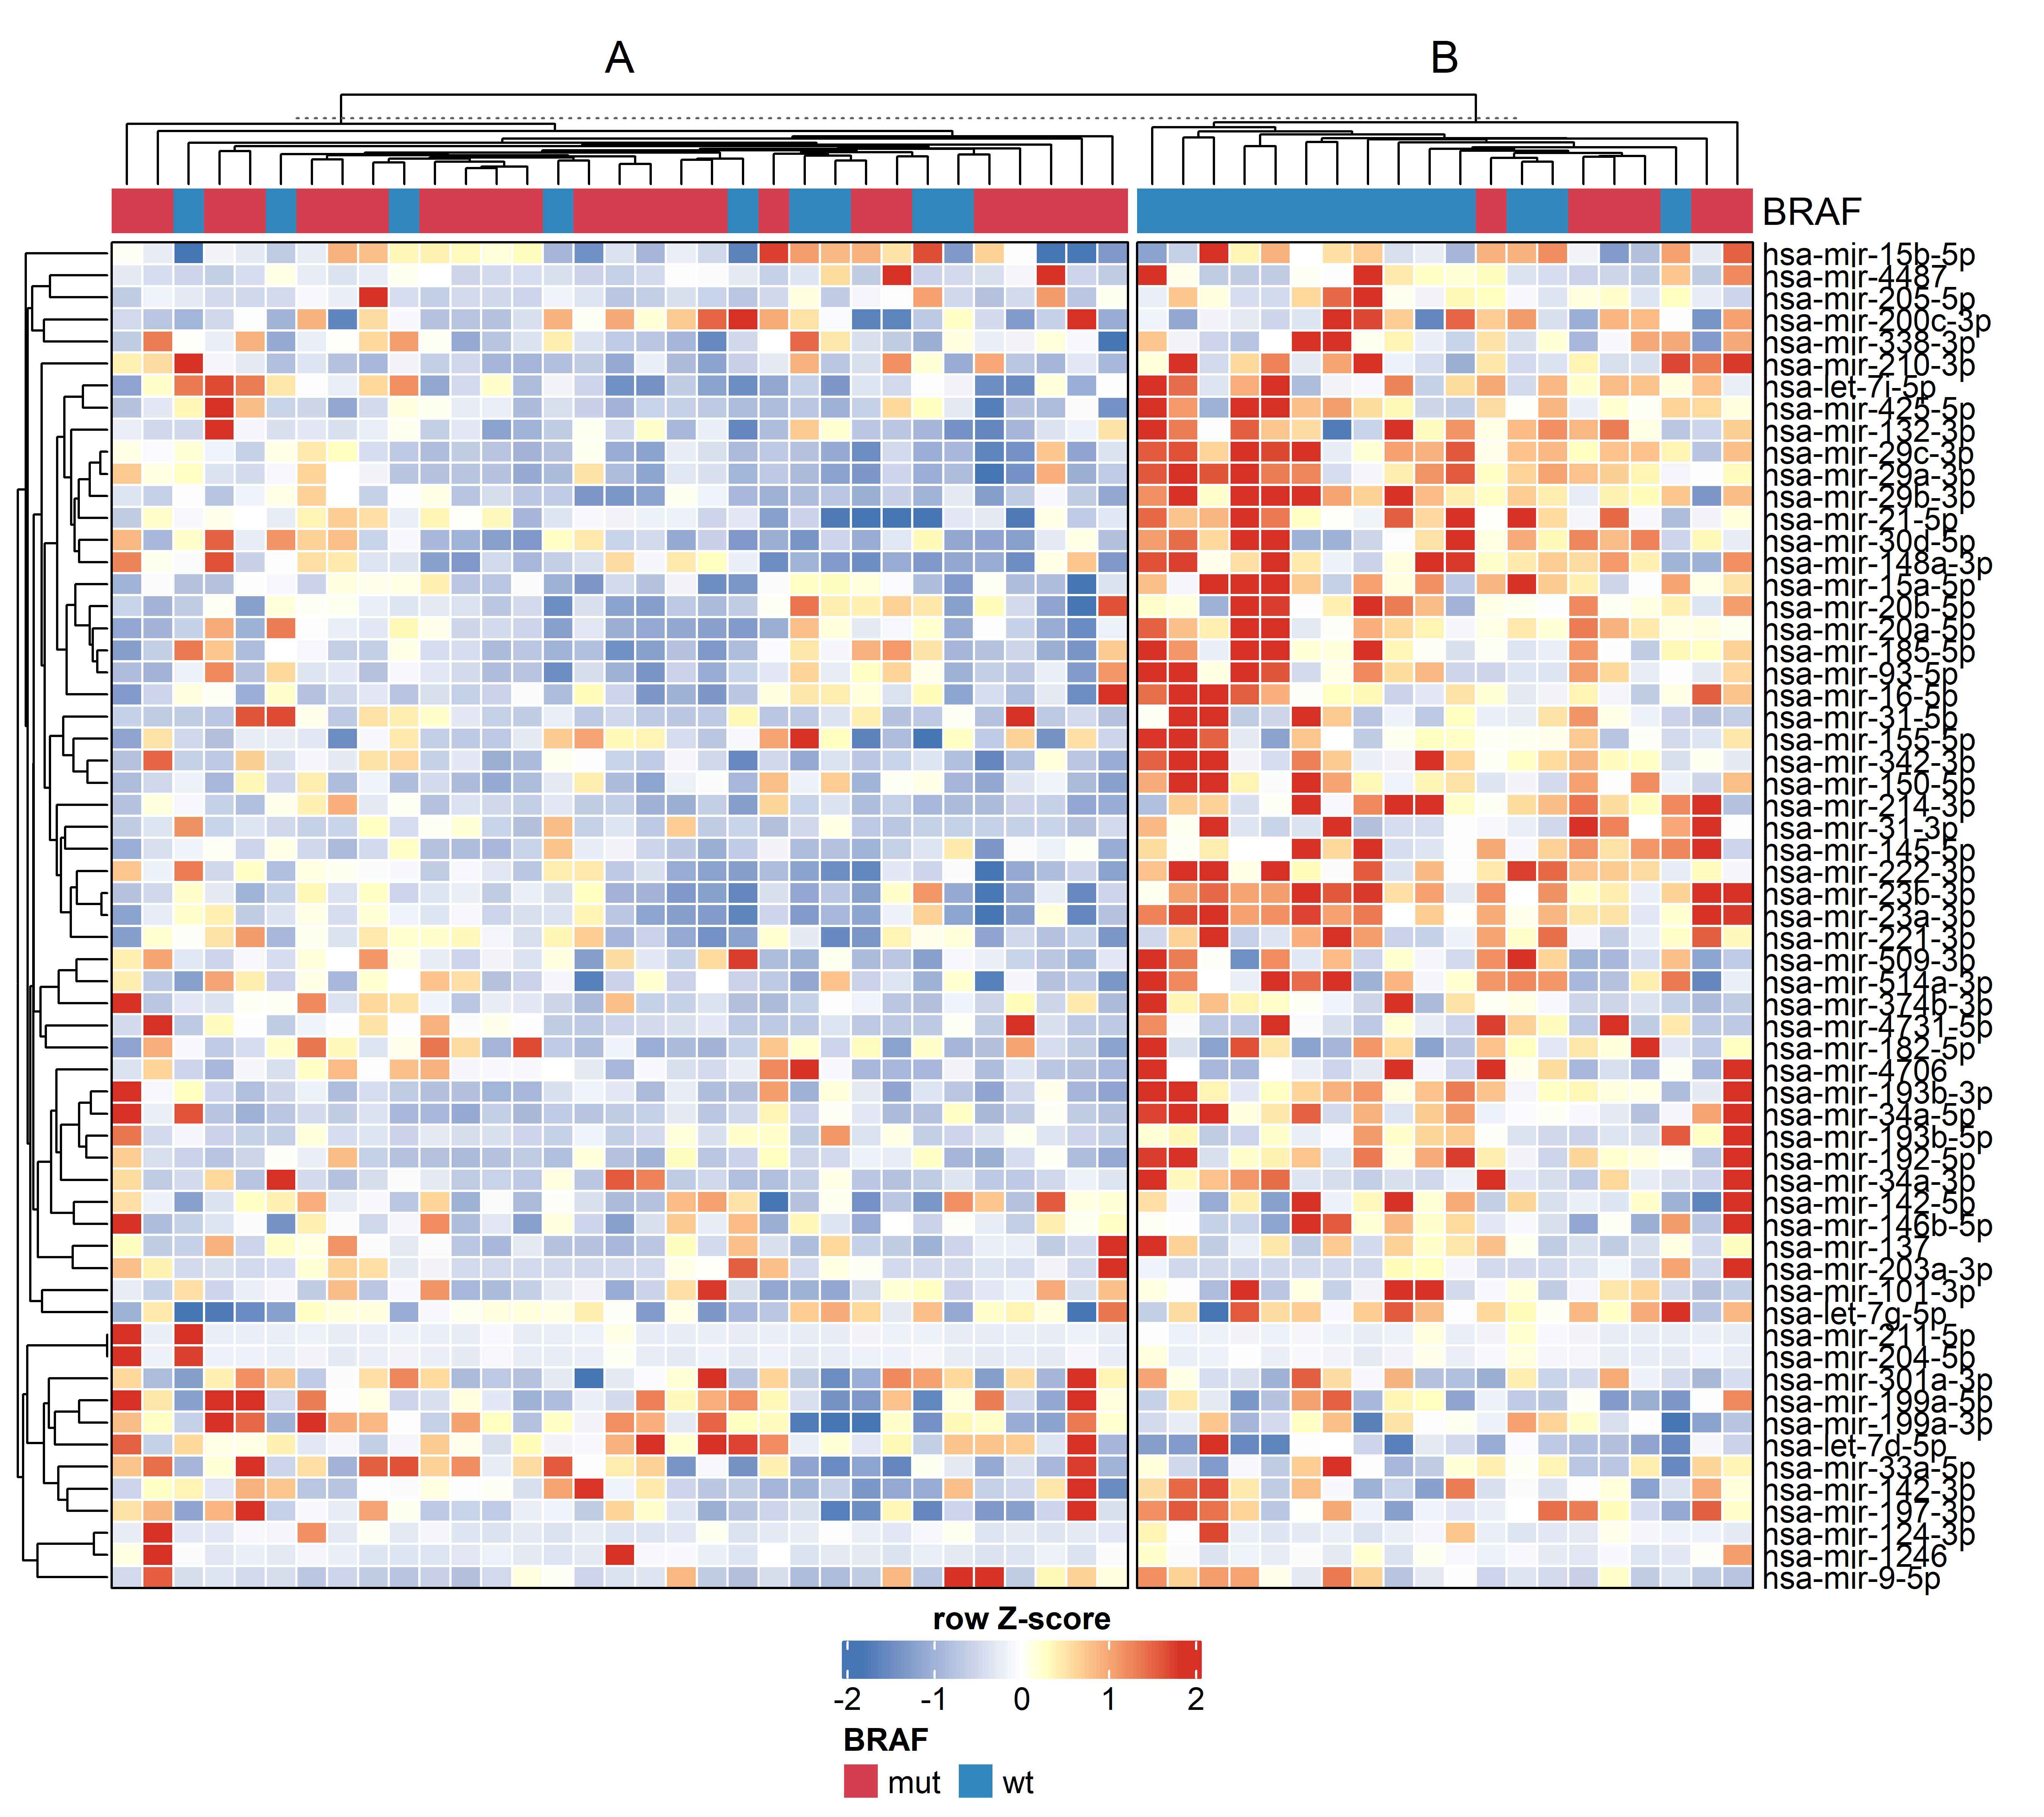 A B
BRAF
hsa-mir-15b-5p
hsa-mir-4487
hsa-mir-205-5p
hsa-mir-200c-3p
hsa-mir-338-3p
hsa-mir-210-3p
hsa-let-7i-5p
hsa-mir-425-5p
hsa-mir-132-3p
hsa-mir-29c-3p
hsa-mir-29a-3p
hsa-mir-29b-3p
hsa-mir-21-5p
hsa-mir-30d-5p
hsa-mir-148a-3p
hsa-mir-15a-5p
hsa-mir-20b-5p
hsa-mir-20a-5p
hsa-mir-185-5p
hsa-mir-93-5p
hsa-mir-16-5p
hsa-mir-31-5p
hsa-mir-155-5p
hsa-mir-342-3p
hsa-mir-150-5p
hsa-mir-214-3p
hsa-mir-31-3p
hsa-mir-145-5p
hsa-mir-222-3p
hsa-mir-23b-3p
hsa-mir-23a-3p
hsa-mir-221-3p
hsa-mir-509-3p
hsa-mir-514a-3p
hsa-mir-374b-3p
hsa-mir-4731-5p
hsa-mir-182-5p
hsa-mir-4706
hsa-mir-193b-3p
hsa-mir-34a-5p
hsa-mir-193b-5p
hsa-mir-192-5p
hsa-mir-34a-3p
hsa-mir-142-5p
hsa-mir-146b-5p
hsa-mir-137
hsa-mir-203a-3p
hsa-mir-101-3p
hsa-let-7g-5p
hsa-mir-211-5p
hsa-mir-204-5p
hsa-mir-301a-3p
hsa-mir-199a-5p
hsa-mir-199a-3p
hsa-let-7d-5p
hsa-mir-33a-5p
hsa-mir-142-3p
hsa-mir-197-3p
hsa-mir-124-3p
hsa-mir-1246
hsa-mir-9-5p
row Z-score
-2 -1 0 1 2
BRAF
mut wt